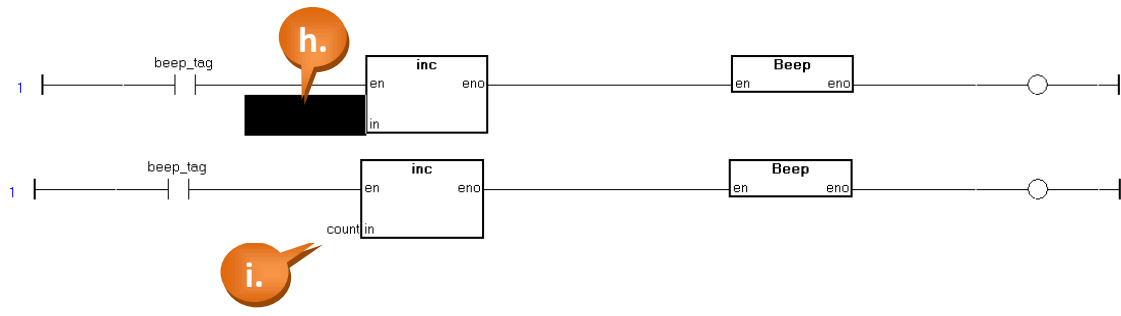 h.
beep_tag
inc
Beep
1
en
eno
en
eno
in
beep_tag
inc
Beep
1
en
eno
en
eno
count
in
i.